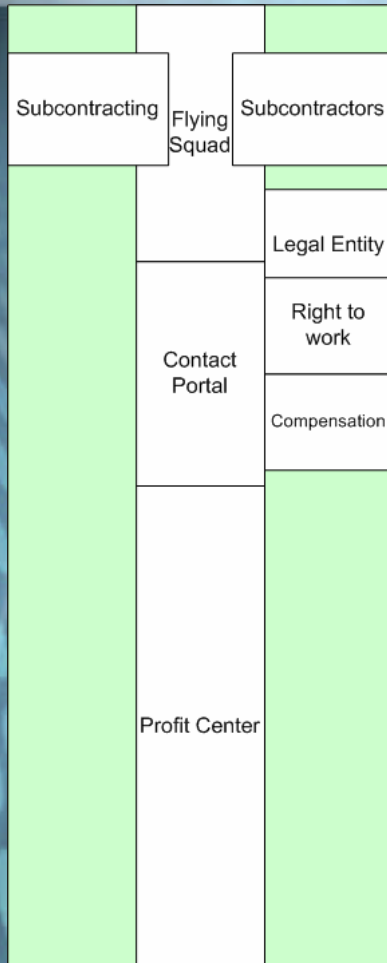 Subcontracting
Flying
Squad
Subcontractors
Legal Entity
Right to
work
Contact
Portal
Compensation
Profit Center